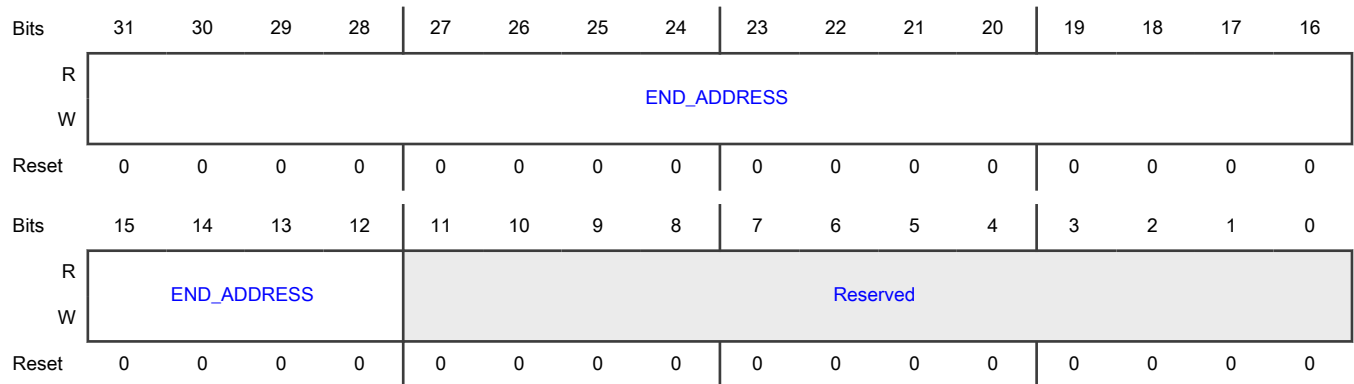 Bits 31 30 29 28 27 26 25 24 23 22 21 20 19 18 17 16
R
END_ADDRESS
W
Reset 0 0 0 0 0 0 0 0 0 0 0 0 0 0 0 0
Bits 15 14 13 12 11 10 9 8 7 6 5 4 3 2 1 0
R
END_ADDRESS Reserved
W
Reset 0 0 0 0 0 0 0 0 0 0 0 0 0 0 0 0